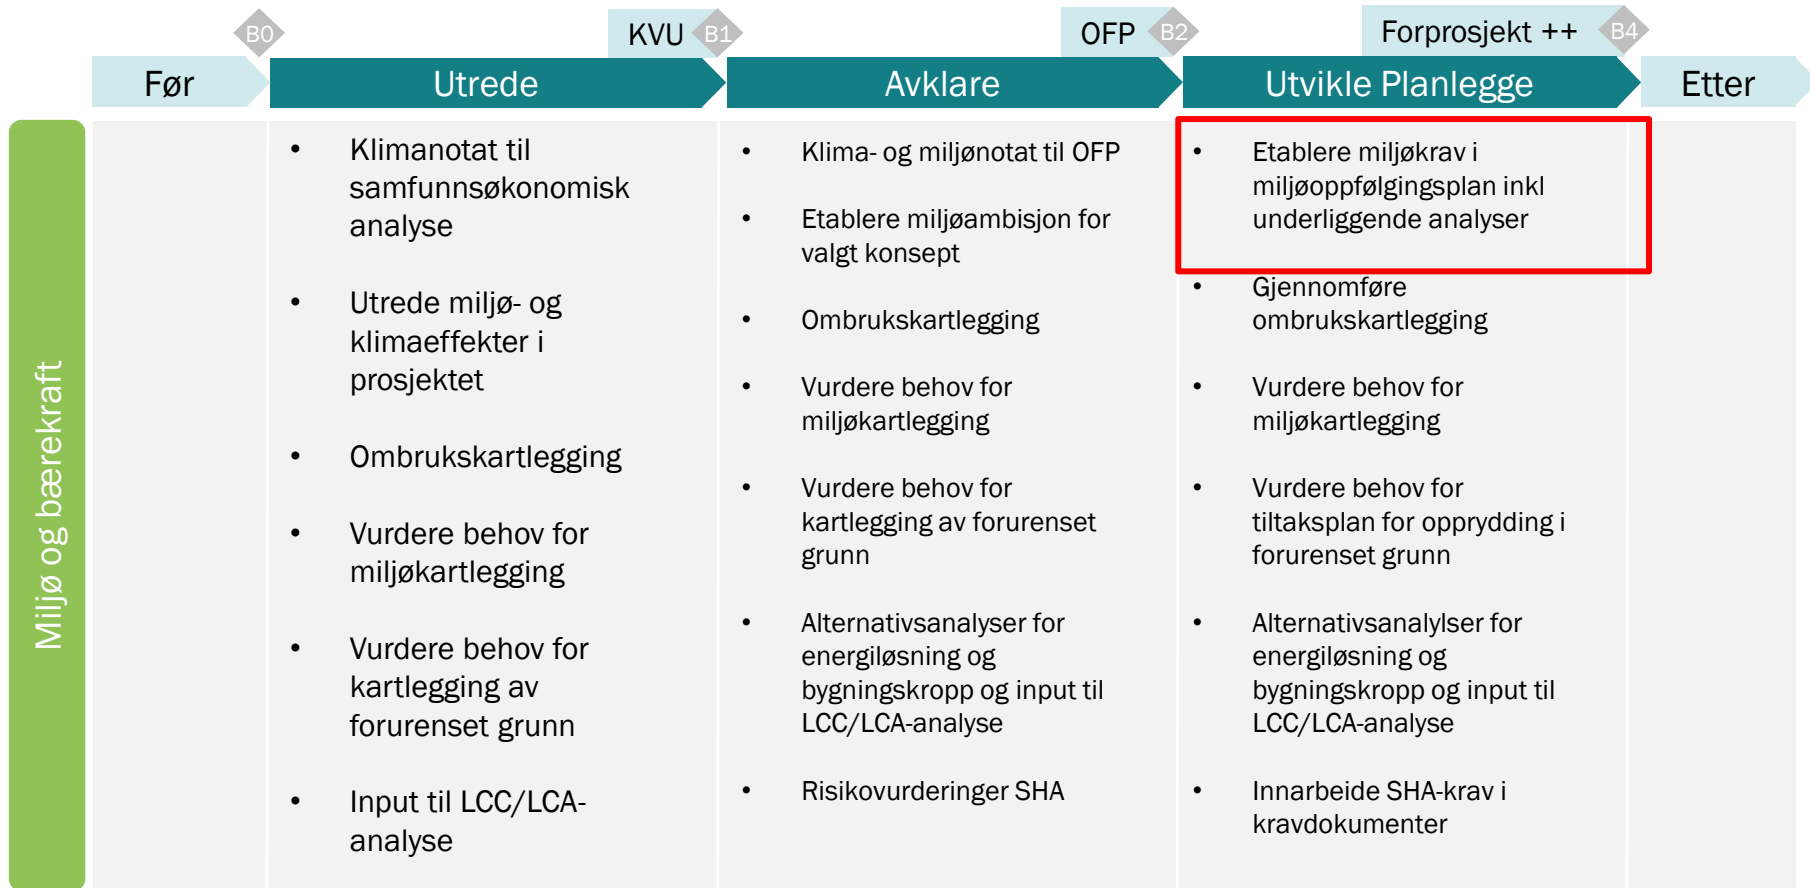 B0
KVU
B1
OFP
B2
Forprosjekt ++
B4
Før
Utrede
Avklare
Utvikle Planlegge
Etter
Miljø og bærekraft
• Klimanotat til
samfunnsøkonomisk
analyse
• Utrede miljø- og
klimaeffekter i
prosjektet
• Ombrukskartlegging
• Vurdere behov for
miljøkartlegging
• Vurdere behov for
kartlegging av
forurenset grunn
• Input til LCC/LCA-
analyse
• Klima- og miljønotat til OFP
• Etablere miljøambisjon for
valgt konsept
• Ombrukskartlegging
• Vurdere behov for
miljøkartlegging
• Vurdere behov for
kartlegging av forurenset
grunn
• Alternativsanalyser for
energiløsning og
bygningskropp og input til
LCC/LCA-analyse
• Risikovurderinger SHA
• Etablere miljøkrav i
miljøoppfølgingsplan inkl
underliggende analyser
• Gjennomføre
ombrukskartlegging
• Vurdere behov for
miljøkartlegging
• Vurdere behov for
tiltaksplan for opprydding i
forurenset grunn
• Alternativsanalylser for
energiløsning og
bygningskropp og input til
LCC/LCA-analyse
• Innarbeide SHA-krav i
kravdokumenter